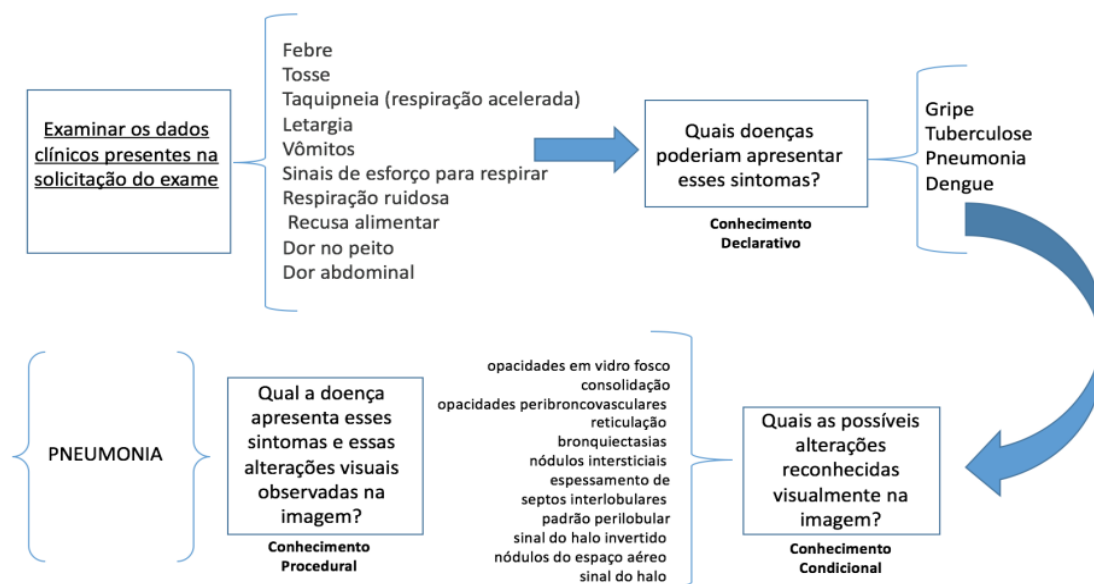 Examinar os dados
clínicos presentes na
solicitação do exame
Febre
Tosse
Taquipneia (respiração acelerada)
Letargia
Vômitos
Sinais de esforço para respirar
Respiração ruidosa
Recusa alimentar
Dor no peito
Dor abdominal
Quais doenças
poderiam apresentar
esses sintomas?
Conhecimento
Declarativo
Gripe
Tuberculose
Pneumonia
Dengue
Quais as possíveis
alterações
reconhecidas
visualmente na
imagem?
Conhecimento
Condicional
opacidades em vidro fosco
consolidação
opacidades peribroncovasculares
reticulação
bronquiectasias
nódulos intersticiais
espessamento de
septos interlobulares
padrão perilobular
sinal do halo invertido
nódulos do espaço aéreo
sinal do halo
Qual a doença
apresenta esses
sintomas e essas
alterações visuais
observadas na
imagem?
Conhecimento
Procedural
PNEUMONIA